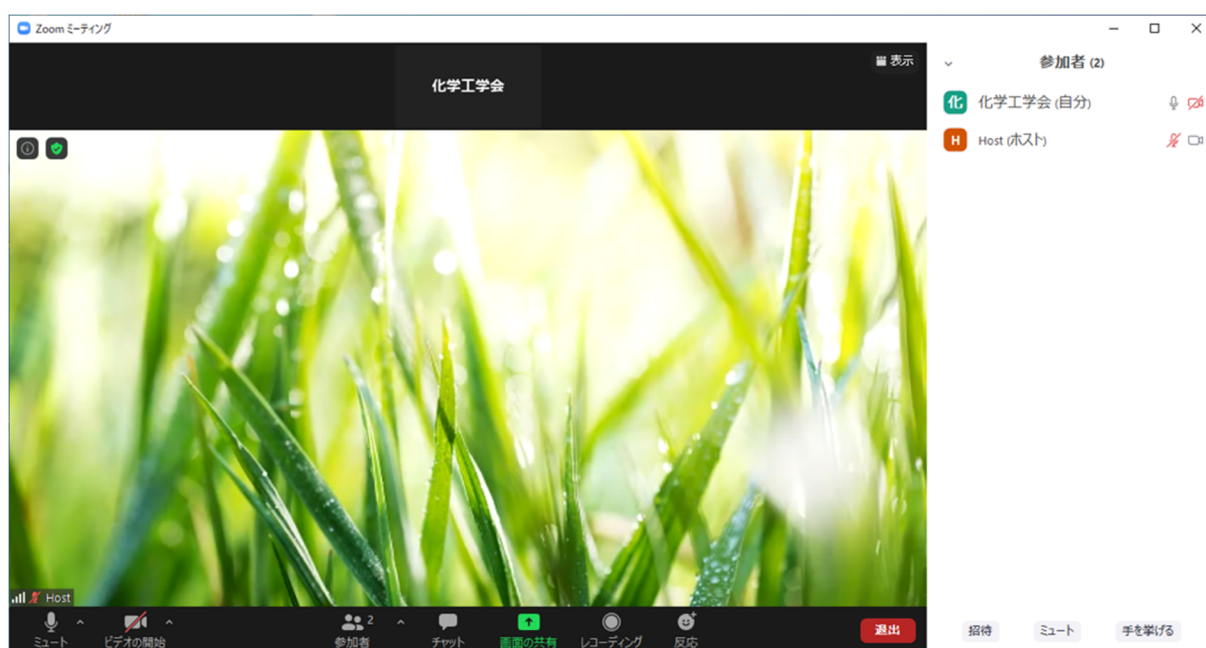 Zoom ミーティング
化学工学会
表示
参加者 (2)
化 化学工学会 (自分)
H Host (ホスト)
Host
ミュート
ビデオの開始
参加者 2
チャット
画面の共有
レコーディング
反応
退出
招待
ミュート
手を挙げる